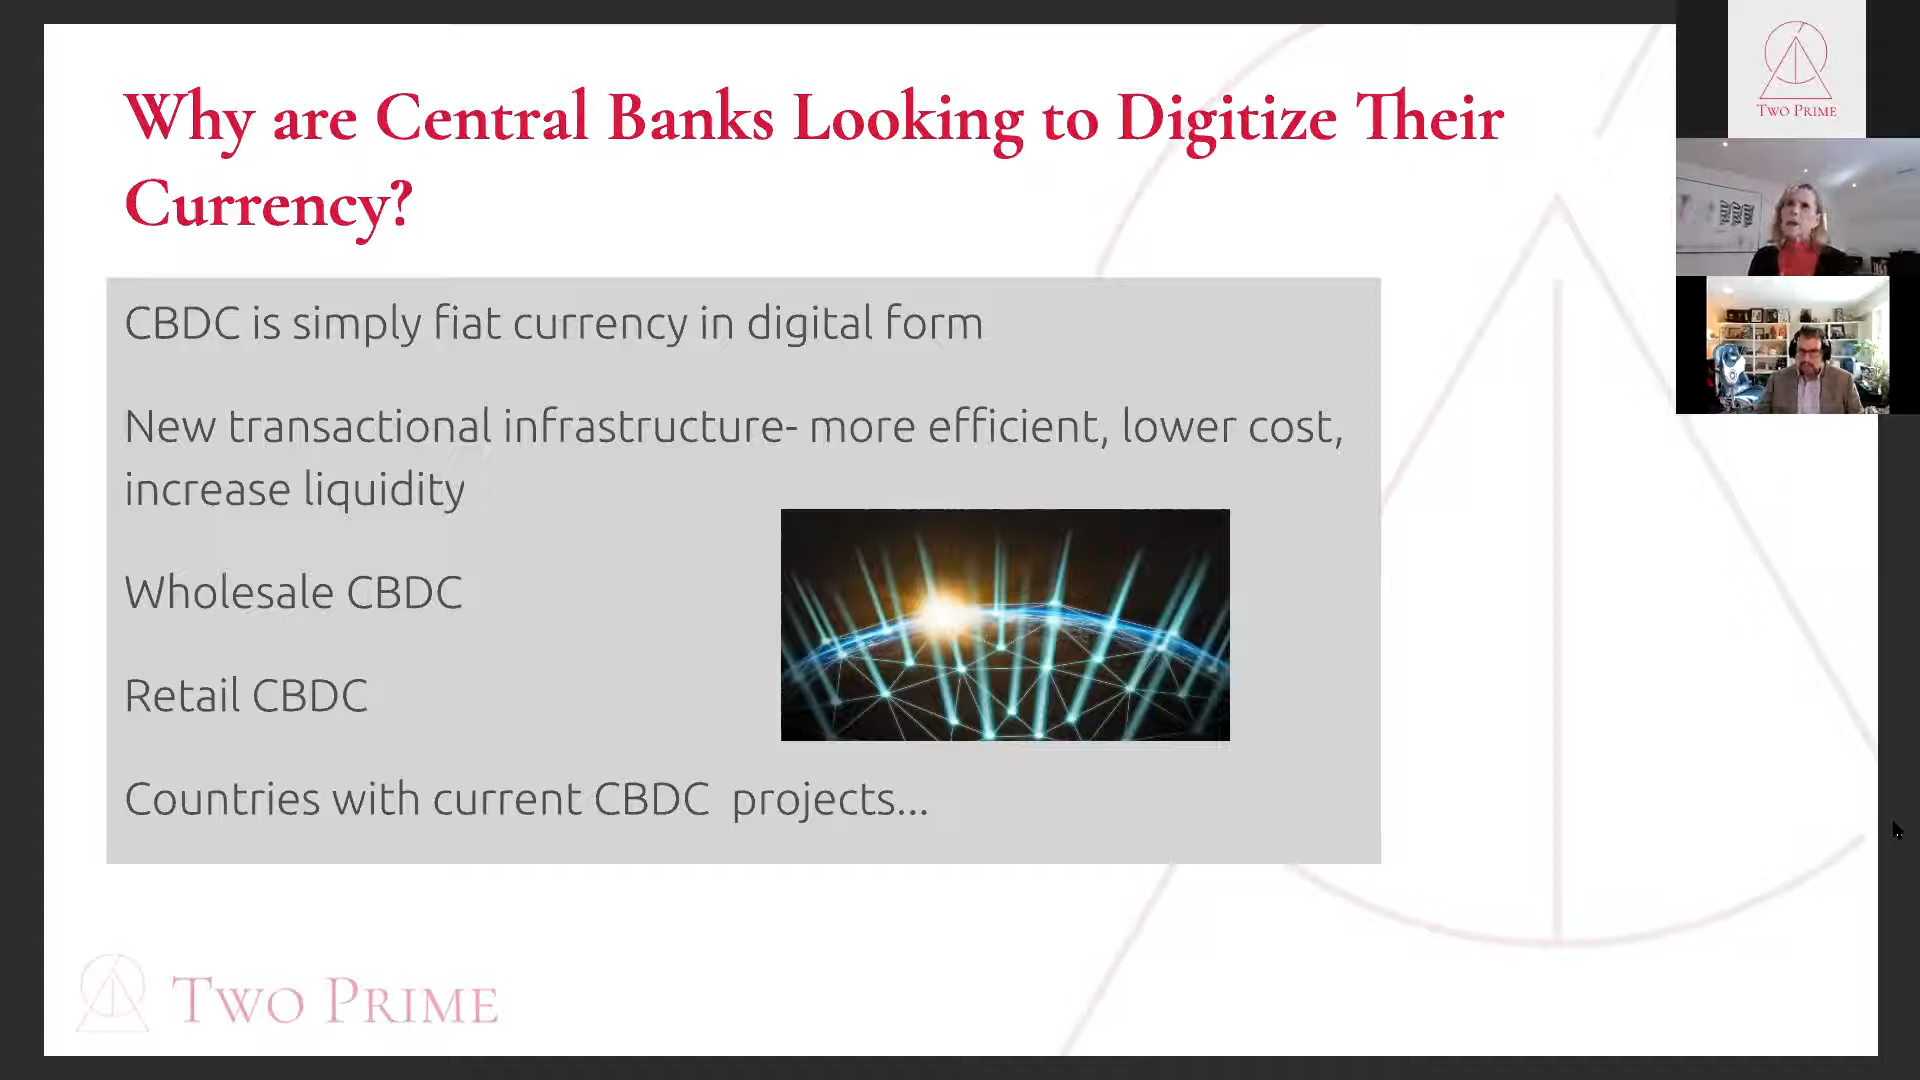 Why are Central Banks Looking to Digitize Their
Currency?
CBDC is simply fiat currency in digital form
New transactional infrastructure- more efficient, lower cost,
increase liquidity
Wholesale CBDC
Retail CBDC
Countries with current CBDC  projects...
TWO PRIME
TWO PRIME